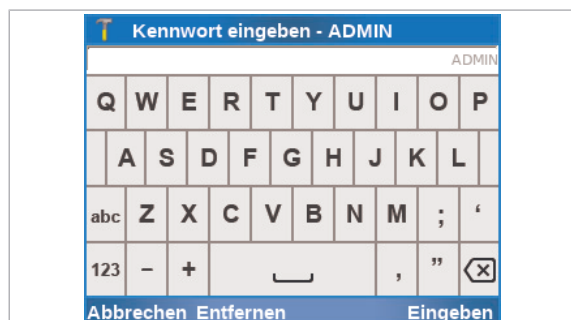 Kennwort eingeben - ADMIN
ADMIN
Q W E R T Y U I O P
A S D F G H J K L
abc Z X C V B N M ; ‘
123 - + , ”
Abbrechen Entfernen Eingeben